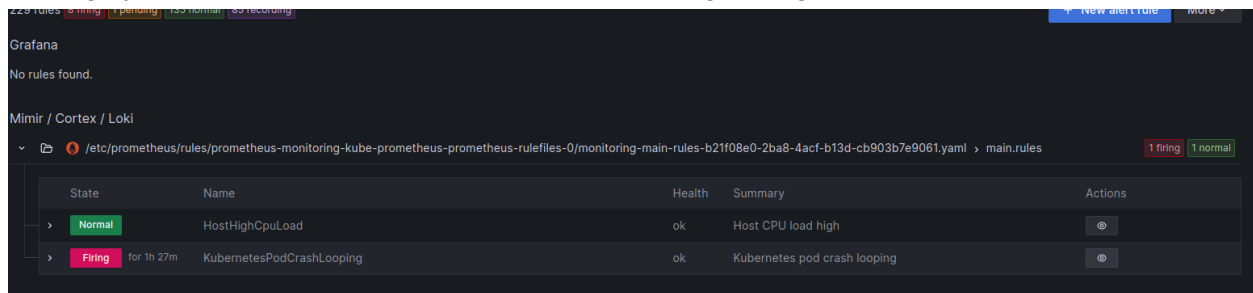 229 rules 8 firing 1 pending 135 normal 85 recording
+ New alert rule More
Grafana
No rules found.
Mimir / Cortex / Loki
/etc/prometheus/rules/prometheus-monitoring-kube-prometheus-prometheus-rulefiles-0/monitoring-main-rules-b21f08e0-2ba8-4acf-b13d-cb903b7e9061.yaml > main.rules 1 firing 1 normal
State Name Health Summary Actions
Normal HostHighCpuLoad ok Host CPU load high
Firing for 1h 27m KubernetesPodCrashLooping ok Kubernetes pod crash looping